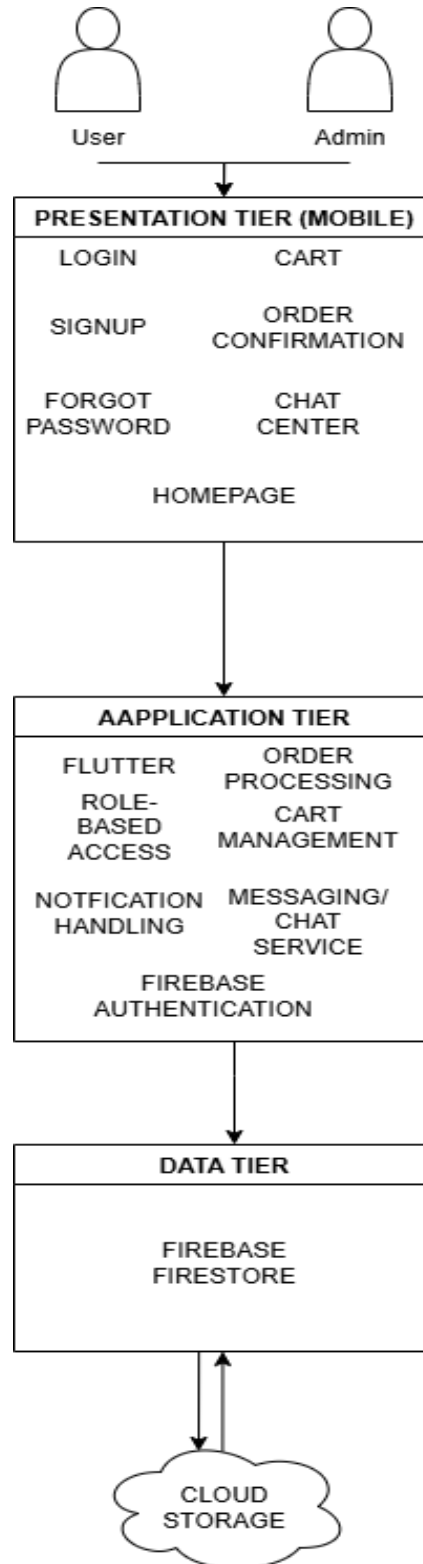 User
Admin
PRESENTATION TIER (MOBILE)
LOGIN
CART
SIGNUP
ORDER
CONFIRMATION
FORGOT
PASSWORD
CHAT
CENTER
HOMEPAGE
AAPPLICATION TIER
FLUTTER
ORDER
PROCESSING
ROLE-
BASED
ACCESS
CART
MANAGEMENT
NOTFICATION
HANDLING
MESSAGING/
CHAT
SERVICE
FIREBASE
AUTHENTICATION
DATA TIER
FIREBASE
FIRESTORE
CLOUD
STORAGE